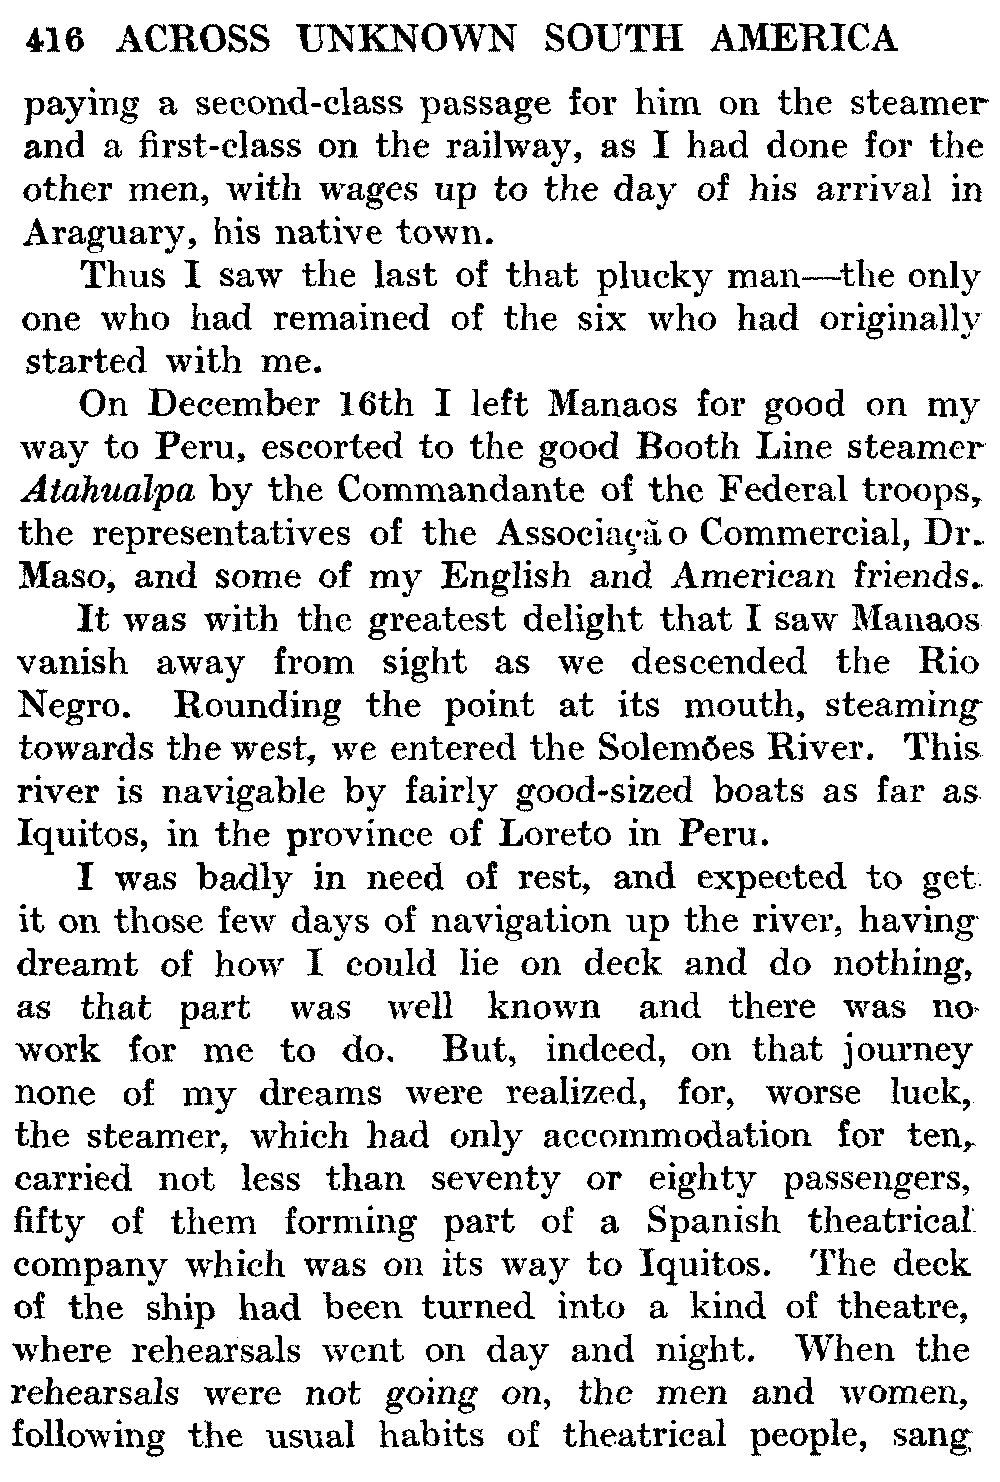 416 ACROSS UNKNOWN SOUTH AMERICA
paying a second-class passage for him on the steamer
and a first-class on the railway, as I had done for the
other men, with wages up to the day of his arrival in
Araguary, his native town.
Thus I saw the last of that plucky man—the only
one who had remained of the six who had originally
started with me.
On December 16th I left Manaos for good on my
way to Peru, escorted to the good Booth Line steamer
Atahualpa by the Commandante of the Federal troops,
the representatives of the Associação Commercial, Dr.
Maso, and some of my English and American friends.
It was with the greatest delight that I saw Manaos
vanish away from sight as we descended the Rio
Negro. Rounding the point at its mouth, steaming
towards the west, we entered the Solemões River. This
river is navigable by fairly good-sized boats as far as
Iquitos, in the province of Loreto in Peru.
I was badly in need of rest, and expected to get
it on those few days of navigation up the river, having
dreamt of how I could lie on deck and do nothing,
as that part was well known and there was no
work for me to do. But, indeed, on that journey
none of my dreams were realized, for, worse luck,
the steamer, which had only accommodation for ten,
carried not less than seventy or eighty passengers,
fifty of them forming part of a Spanish theatrical
company which was on its way to Iquitos. The deck
of the ship had been turned into a kind of theatre,
where rehearsals went on day and night. When the
rehearsals were not going on, the men and women,
following the usual habits of theatrical people, sang